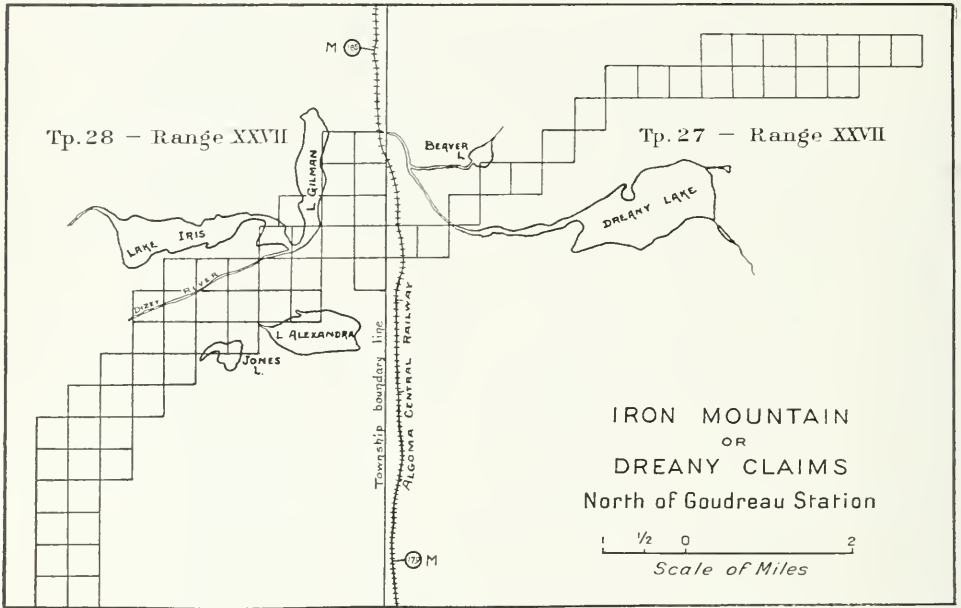 M 185
Tp. 28 – Range XXVII
Tp. 27 – Range XXVII
BEAVER
L
L GILMAN
DREANY LAKE
LAKE IRIS
DIZET RIVER
L ALEXANDRA
JONES
L.
Township boundary line
ALGOMA CENTRAL RAILWAY
IRON MOUNTAIN
OR
DREANY CLAIMS
North of Goudreau Station
1 ½ 0 2
Scale of Miles
M